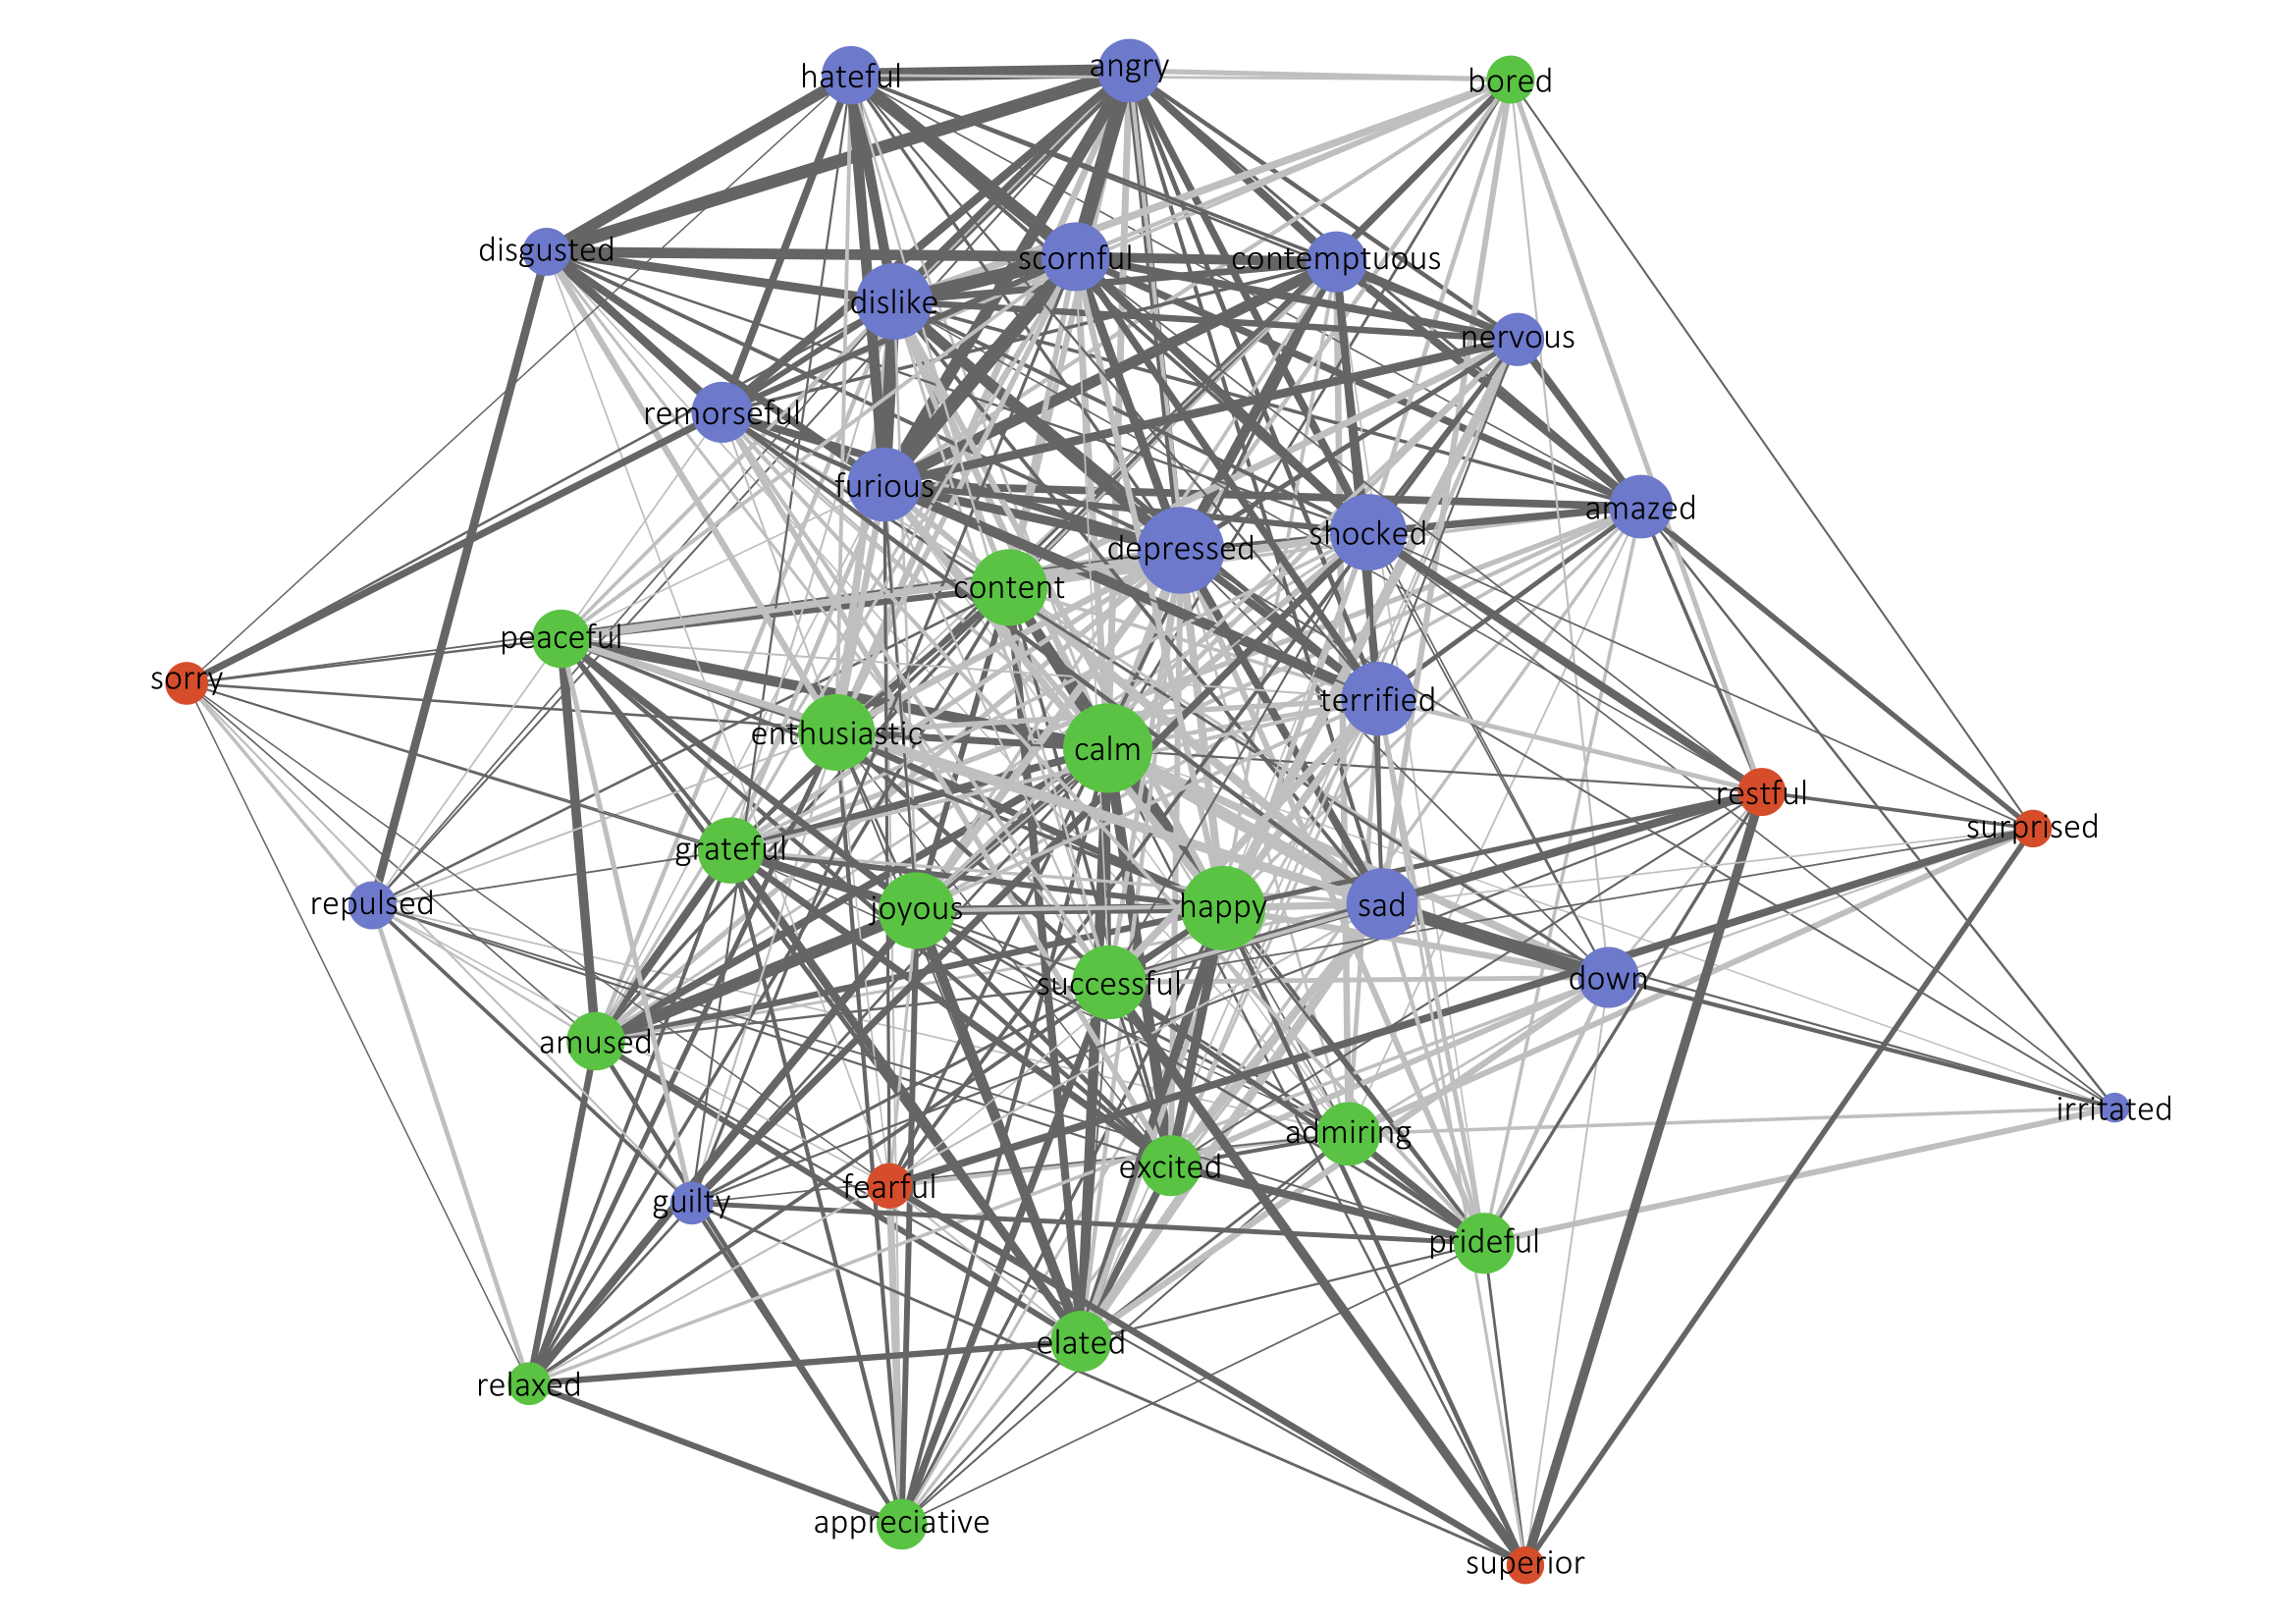 hateful
angry
bored
disgusted
scornful
contemptuous
dislike
nervous
remorseful
furious
amazed
shocked
depressed
content
peaceful
sorry
terrified
enthusiastic
calm
restful
surprised
grateful
repulsed
joyous
happy
sad
successful
down
amused
irritated
admiring
excited
fearful
guilty
prideful
elated
relaxed
appreciative
superior